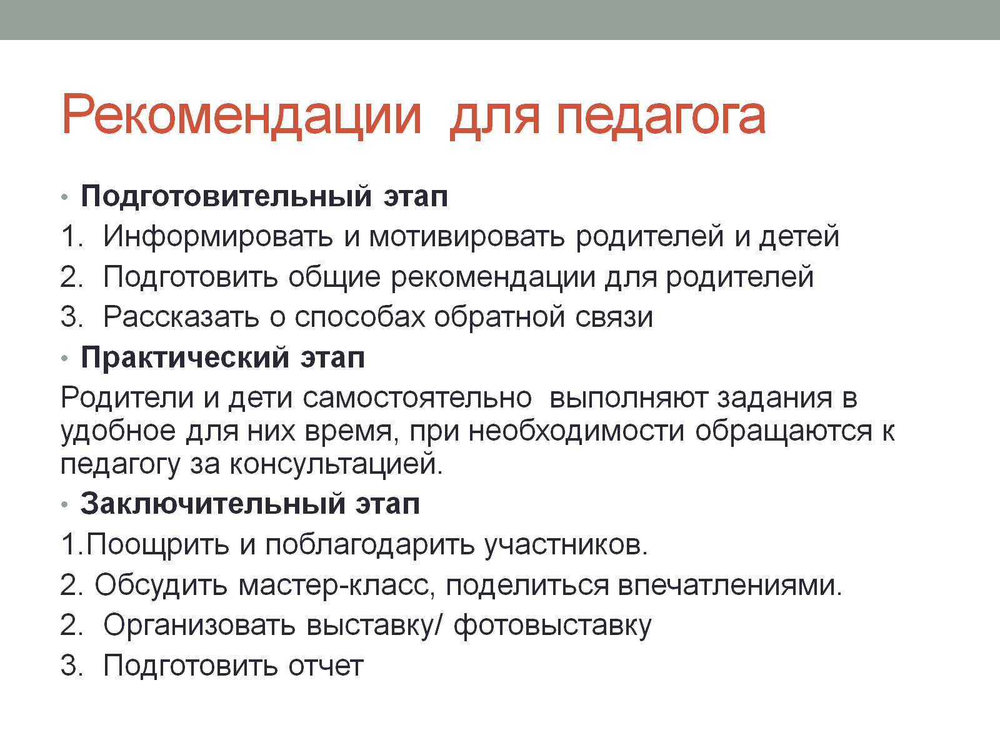 Рекомендации для педагога
• Подготовительный этап
1. Информировать и мотивировать родителей и детей
2. Подготовить общие рекомендации для родителей
3. Рассказать о способах обратной связи
• Практический этап
Родители и дети самостоятельно выполняют задания в
удобное для них время, при необходимости обращаются к
педагогу за консультацией.
• Заключительный этап
1.Поощрить и поблагодарить участников.
2. Обсудить мастер-класс, поделиться впечатлениями.
2. Организовать выставку/ фотовыставку
3. Подготовить отчет